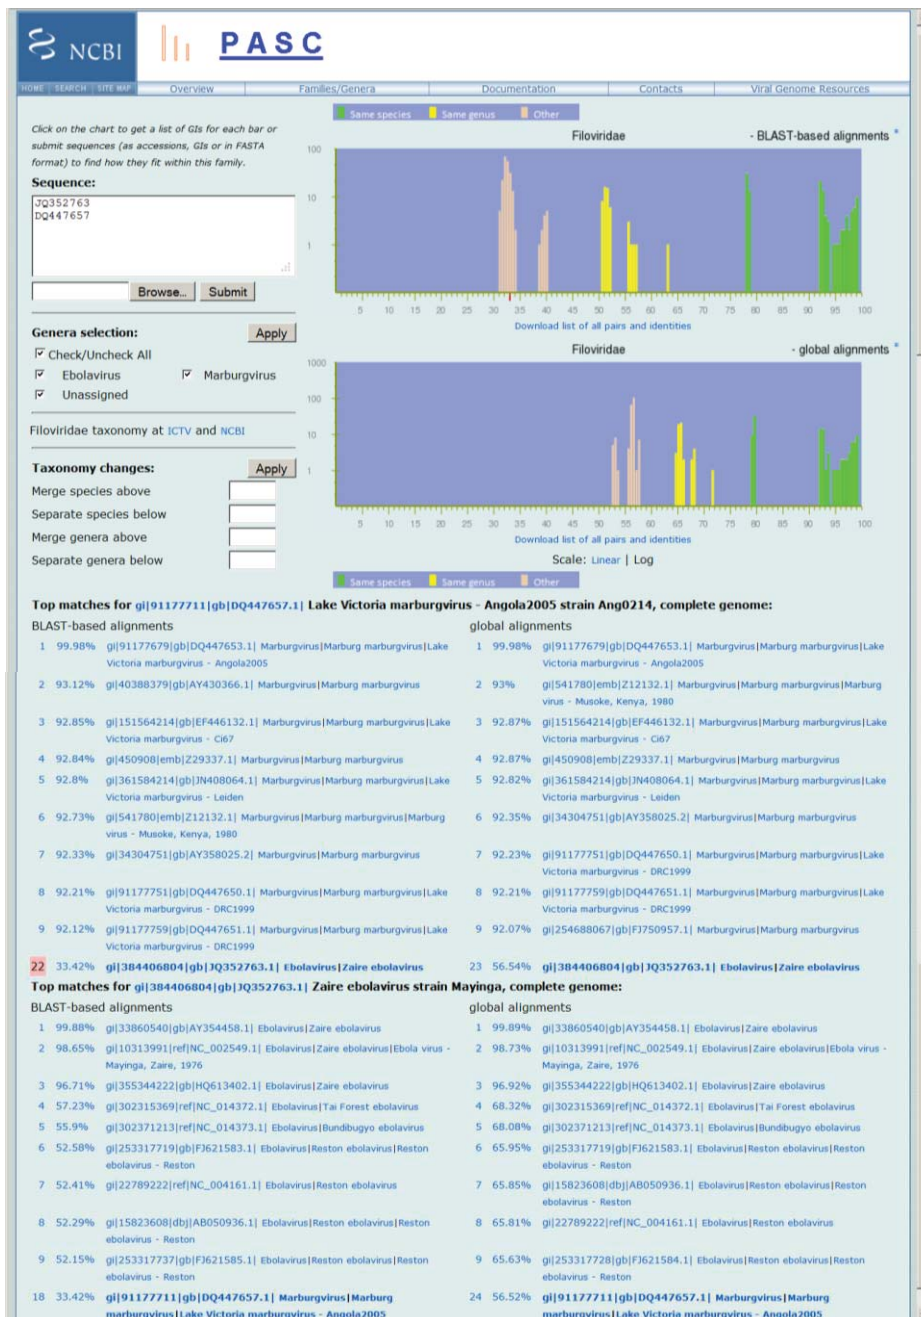 NCBI
PASC
HOME SEARCH SITE MAP Overview Families/Genera Documentation Contacts Viral Genome Resources
Same species Same genus Other
Click on the chart to get a list of GIs for each bar or
submit sequences (as accessions, GIs or in FASTA
format) to find how they fit within this family.
Sequence:
JQ352763
DQ447657
Browse... Submit
Filoviridae - BLAST-based alignments *
100
10
1
5 10 15 20 25 30 35 40 45 50 55 60 65 70 75 80 85 90 95 100
Download list of all pairs and identities
Genera selection: Apply
Check/Uncheck All
Ebolavirus Marburgvirus
Unassigned
Filoviridae taxonomy at ICTV and NCBI
Taxonomy changes: Apply
Merge species above
Separate species below
Merge genera above
Separate genera below
Filoviridae - global alignments *
1000
100
10
1
5 10 15 20 25 30 35 40 45 50 55 60 65 70 75 80 85 90 95 100
Download list of all pairs and identities
Scale: Linear | Log
Same species Same genus Other
Top matches for gi|91177711|gb|DQ447657.1| Lake Victoria marburgvirus - Angola2005 strain Ang0214, complete genome:
BLAST-based alignments
1 99.98% gi|91177679|gb|DQ447653.1| Marburgvirus|Marburg marburgvirus|Lake
Victoria marburgvirus - Angola2005
2 93.12% gi|40388379|gb|AY430366.1| Marburgvirus|Marburg marburgvirus
3 92.85% gi|151564214|gb|EF446132.1| Marburgvirus|Marburg marburgvirus|Lake
Victoria marburgvirus - Ci67
4 92.84% gi|450908|emb|Z29337.1| Marburgvirus|Marburg marburgvirus
5 92.8% gi|361584214|gb|JN408064.1| Marburgvirus|Marburg marburgvirus|Lake
Victoria marburgvirus - Leiden
6 92.73% gi|541780|emb|Z12132.1| Marburgvirus|Marburg marburgvirus|Marburg
virus - Musoke, Kenya, 1980
7 92.33% gi|34304751|gb|AY358025.2| Marburgvirus|Marburg marburgvirus
8 92.21% gi|91177751|gb|DQ447650.1| Marburgvirus|Marburg marburgvirus|Lake
Victoria marburgvirus - DRC1999
9 92.12% gi|91177759|gb|DQ447651.1| Marburgvirus|Marburg marburgvirus|Lake
Victoria marburgvirus - DRC1999
22 33.42% gi|384406804|gb|JQ352763.1| Ebolavirus|Zaire ebolavirus
global alignments
1 99.98% gi|91177679|gb|DQ447653.1| Marburgvirus|Marburg marburgvirus|Lake
Victoria marburgvirus - Angola2005
2 93% gi|541780|emb|Z12132.1| Marburgvirus|Marburg marburgvirus|Marburg
virus - Musoke, Kenya, 1980
3 92.87% gi|151564214|gb|EF446132.1| Marburgvirus|Marburg marburgvirus|Lake
Victoria marburgvirus - Ci67
4 92.87% gi|450908|emb|Z29337.1| Marburgvirus|Marburg marburgvirus
5 92.82% gi|361584214|gb|JN408064.1| Marburgvirus|Marburg marburgvirus|Lake
Victoria marburgvirus - Leiden
6 92.35% gi|34304751|gb|AY358025.2| Marburgvirus|Marburg marburgvirus
7 92.23% gi|91177751|gb|DQ447650.1| Marburgvirus|Marburg marburgvirus|Lake
Victoria marburgvirus - DRC1999
8 92.21% gi|91177759|gb|DQ447651.1| Marburgvirus|Marburg marburgvirus|Lake
Victoria marburgvirus - DRC1999
9 92.07% gi|254688067|gb|FJ750957.1| Marburgvirus|Marburg marburgvirus
23 56.54% gi|384406804|gb|JQ352763.1| Ebolavirus|Zaire ebolavirus
Top matches for gi|384406804|gb|JQ352763.1| Zaire ebolavirus strain Mayinga, complete genome:
BLAST-based alignments
1 99.88% gi|33860540|gb|AY354458.1| Ebolavirus|Zaire ebolavirus
2 98.65% gi|10313991|ref|NC_002549.1| Ebolavirus|Zaire ebolavirus|Ebola virus -
Mayinga, Zaire, 1976
3 96.71% gi|355344222|gb|HQ613402.1| Ebolavirus|Zaire ebolavirus
4 57.23% gi|302315369|ref|NC_014372.1| Ebolavirus|Tai Forest ebolavirus
5 55.9% gi|302371213|ref|NC_014373.1| Ebolavirus|Bundibugyo ebolavirus
6 52.58% gi|253317719|gb|FJ621583.1| Ebolavirus|Reston ebolavirus|Reston
ebolavirus - Reston
7 52.41% gi|22789222|ref|NC_004161.1| Ebolavirus|Reston ebolavirus
8 52.29% gi|15823608|dbj|AB050936.1| Ebolavirus|Reston ebolavirus|Reston
ebolavirus - Reston
9 52.15% gi|253317737|gb|FJ621585.1| Ebolavirus|Reston ebolavirus|Reston
ebolavirus - Reston
18 33.42% gi|91177711|gb|DQ447657.1| Marburgvirus|Marburg
marburgvirus|Lake Victoria marburgvirus - Angola2005
global alignments
1 99.89% gi|33860540|gb|AY354458.1| Ebolavirus|Zaire ebolavirus
2 98.73% gi|10313991|ref|NC_002549.1| Ebolavirus|Zaire ebolavirus|Ebola virus -
Mayinga, Zaire, 1976
3 96.92% gi|355344222|gb|HQ613402.1| Ebolavirus|Zaire ebolavirus
4 68.32% gi|302315369|ref|NC_014372.1| Ebolavirus|Tai Forest ebolavirus
5 68.08% gi|302371213|ref|NC_014373.1| Ebolavirus|Bundibugyo ebolavirus
6 65.95% gi|253317719|gb|FJ621583.1| Ebolavirus|Reston ebolavirus|Reston
ebolavirus - Reston
7 65.85% gi|15823608|dbj|AB050936.1| Ebolavirus|Reston ebolavirus|Reston
ebolavirus - Reston
8 65.81% gi|22789222|ref|NC_004161.1| Ebolavirus|Reston ebolavirus
9 65.63% gi|253317728|gb|FJ621584.1| Ebolavirus|Reston ebolavirus|Reston
ebolavirus - Reston
24 56.52% gi|91177711|gb|DQ447657.1| Marburgvirus|Marburg
marburgvirus|Lake Victoria marburgvirus - Angola2005